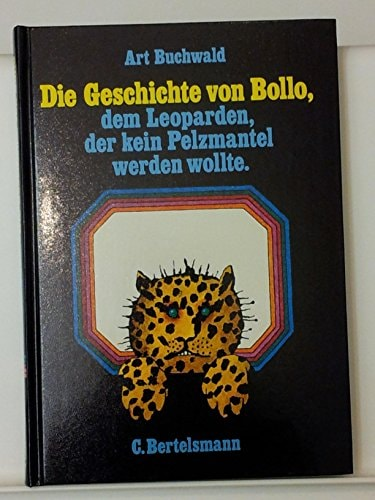 Art Buchwald
Die Geschichte von Bollo,
dem Leoparden,
der kein Pelzmantel
werden wollte.
C. Bertelsmann